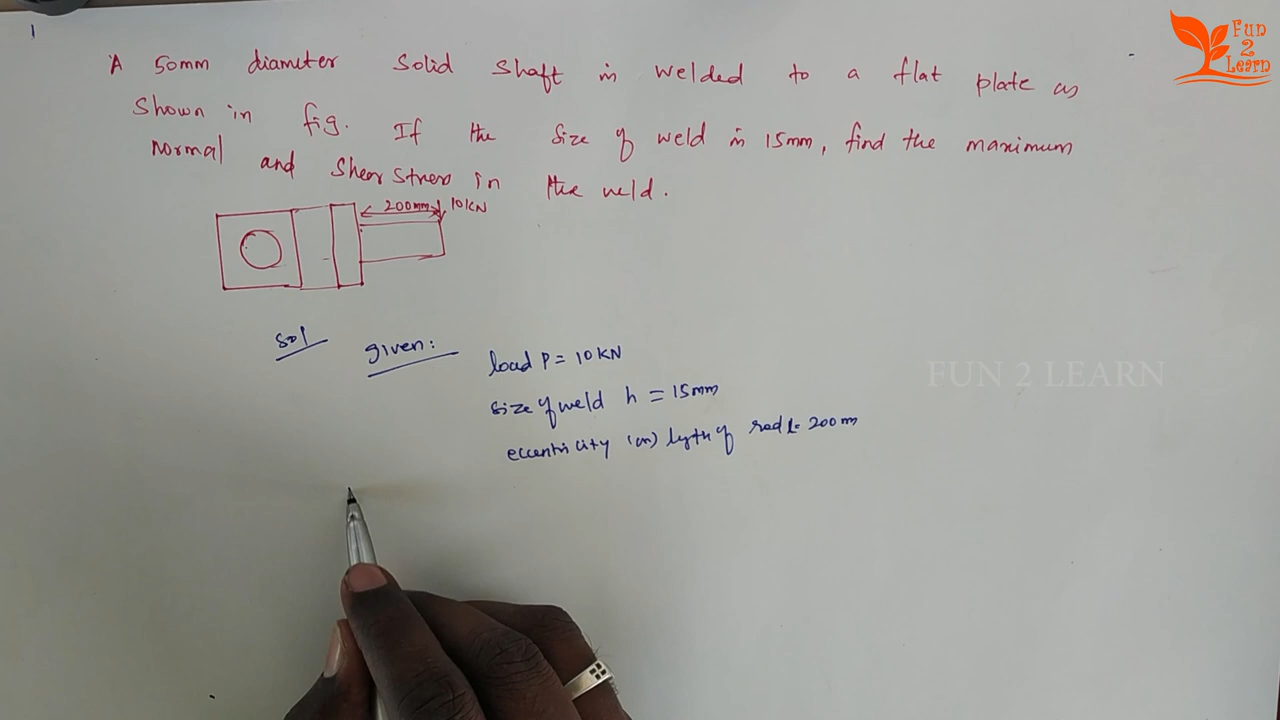 Fun
2
Learn
A 50mm diameter Solid Shaft is welded to a flat plate as
Shown in fig. If the size of weld is 15mm, find the maximum
normal and Shear Stress in the weld.
200mm 10KN
Sol given:
load P = 10KN
size of weld h = 15mm
eccentricity (or) of rod L= 200 m
FUN 2 LEARN